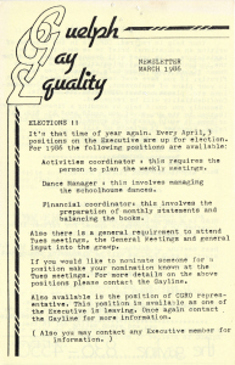 Guelph
Gay
Equality
NEWSLETTER
MARCH 1986
ELECTIONS !!
It's that time of year again. Every April, 3
positions on the Executive are up for election.
For 1986 the following positions are available:
Activities coordinator : this requires the
person to plan the weekly meetings.
Dance Manager : this involves managing
the Schoolhouse dances.
Financial coordinator: this involves the
preparation of monthly statements and
balancing the books.
Also there is a general requirement to attend
Tues meetings, the General Meetings and general
input into the group.
If you would like to nominate someone for a
position make your nomination known at the
Tues meetings. For more details on the above
positions please contact the Gayline.
Also available is the position of CGRO represen-
tative. This position is available as one of
the Executive is leaving. Once again contact
the Gayline for more information.
( Also you may contact any Executive member for
information. )